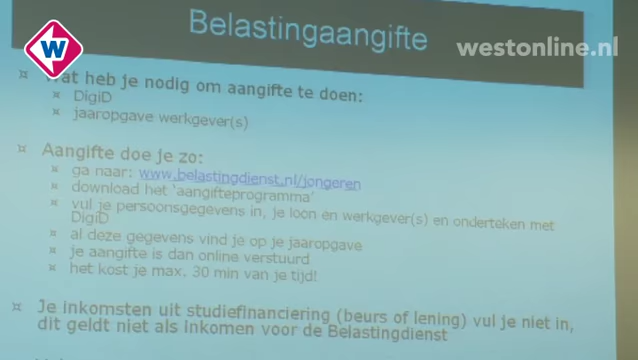 Belastingaangifte
W
westonline.nl
Wat heb je nodig om aangifte te doen:
DigiD
jaaropgave werkgever(s)
Aangifte doe je zo:
ga naar: www.belastingdienst.nl/jongeren
download het ‘aangifteprogramma’
vul je persoonsgegevens in, je loon en werkgever(s) en onderteken met
DigiD
al deze gegevens vind je op je jaaropgave
je aangifte is dan online verstuurd
het kost je max. 30 min van je tijd!
Je inkomsten uit studiefinanciering (beurs of lening) vul je niet in,
dit geldt niet als inkomen voor de Belastingdienst